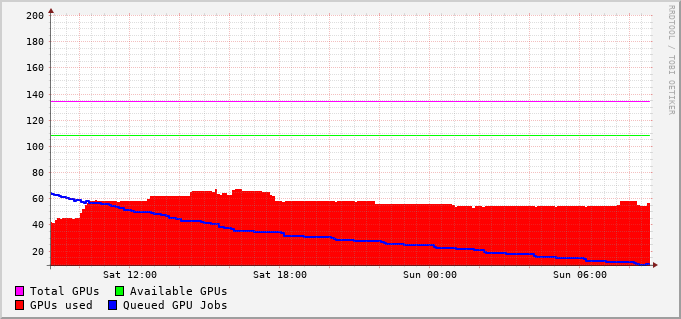 200
180
160
140
120
100
80
60
40
20
Sat 12:00 Sat 18:00 Sun 00:00 Sun 06:00
Total GPUs Available GPUs
GPUs used Queued GPU Jobs
RRDTOOL / TOBI OETIKER